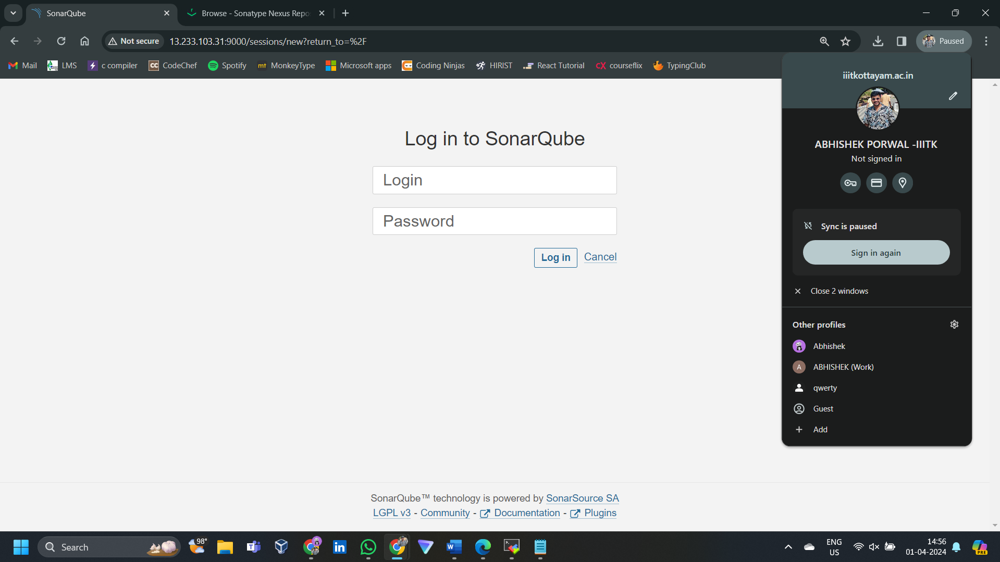 SonarQube
Browse - Sonatype Nexus Repo
Not secure
13.233.103.31:9000/sessions/new?return_to=%2F
Paused
Mail
LMS
c compiler
CC CodeChef
Spotify
mt MonkeyType
Microsoft apps
Coding Ninjas
HIRIST
React Tutorial
CX courseflix
TypingClub
iiitkottayam.ac.in
ABHISHEK PORWAL -IIITK
Not signed in
Sync is paused
Sign in again
Close 2 windows
Other profiles
Abhishek
A ABHISHEK (Work)
qwerty
Guest
Add
Log in to SonarQube
Login
Password
Log in Cancel
SonarQube™ technology is powered by SonarSource SA
LGPL v3 - Community - Documentation - Plugins
Search
98°
ENG
US
14:56
01-04-2024
PRE